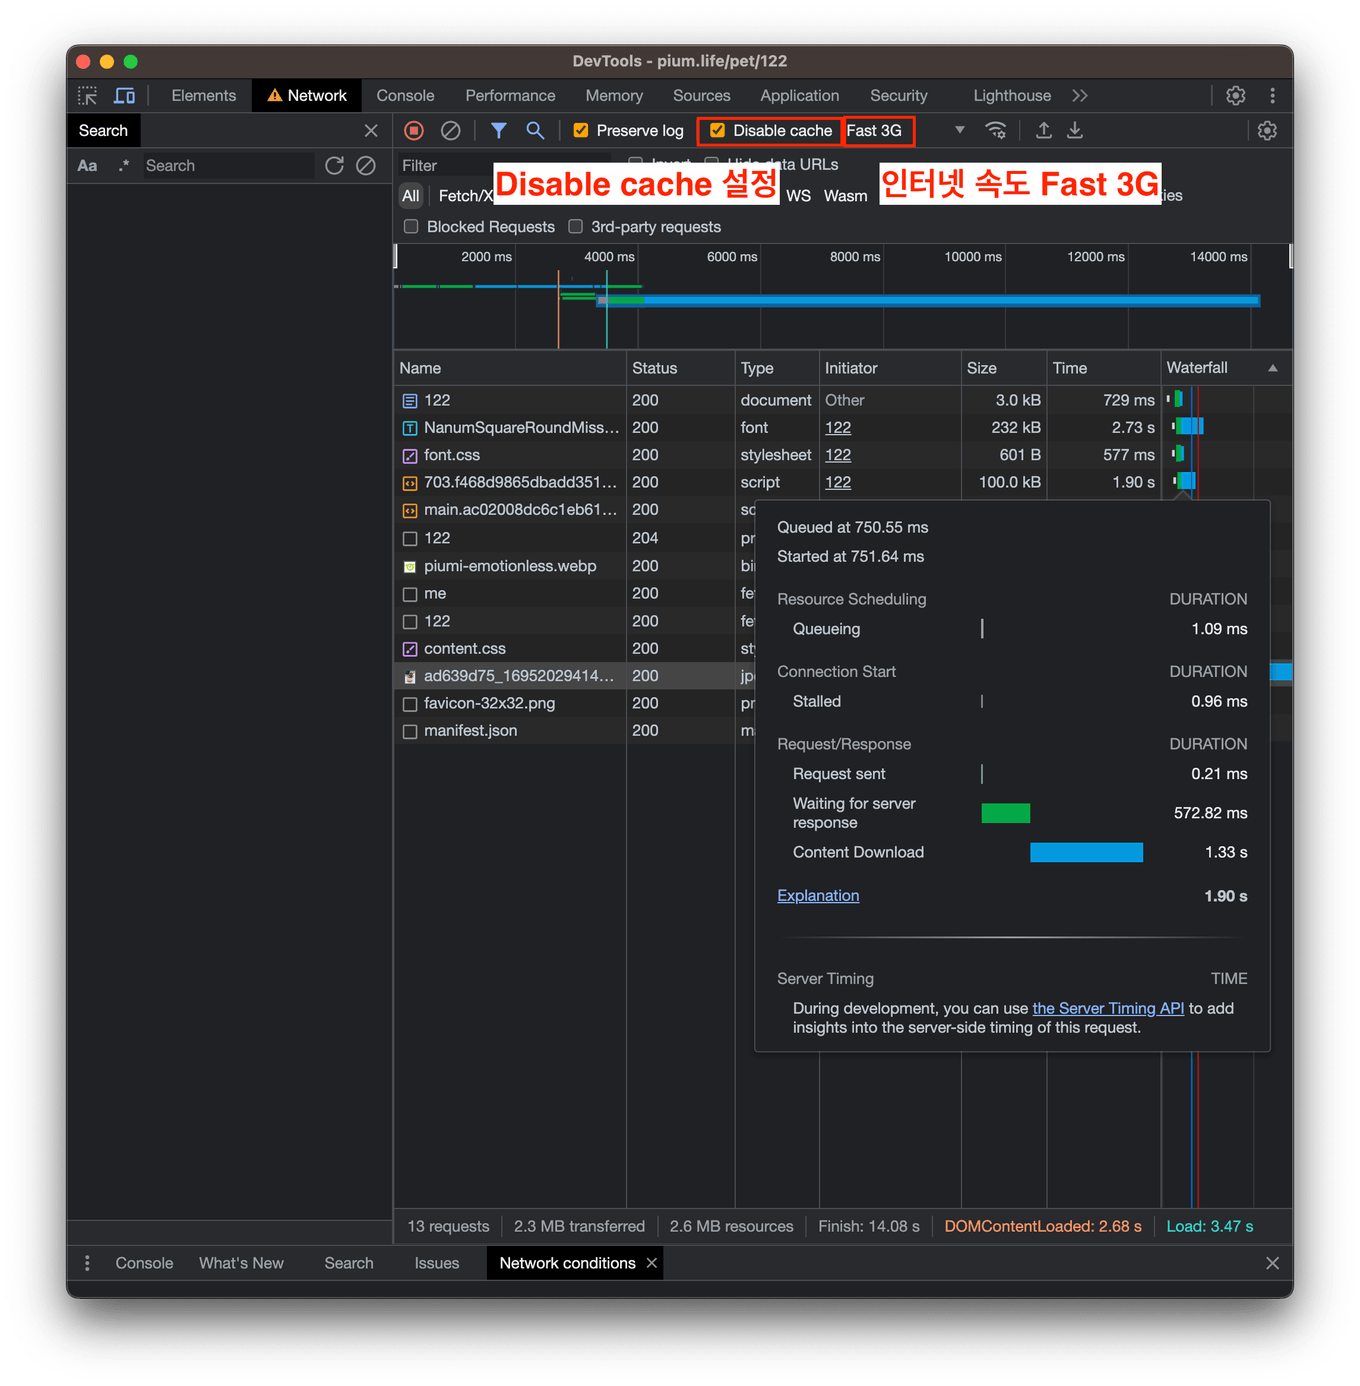 DevTools - pium.life/pet/122
Elements Network Console Performance Memory Sources Application Security Lighthouse
Search Preserve log Disable cache Fast 3G
Aa .* Search Filter Hide data URLs
Disable cache 설정 인터넷 속도 Fast 3G
All Fetch/X WS Wasm
Blocked Requests 3rd-party requests
2000 ms 4000 ms 6000 ms 8000 ms 10000 ms 12000 ms 14000 ms
Name Status Type Initiator Size Time Waterfall
122 200 document Other 3.0 kB 729 ms
NanumSquareRoundMiss... 200 font 122 232 kB 2.73 s
font.css 200 stylesheet 122 601 B 577 ms
703.f468d9865dbadd351... 200 script 122 100.0 kB 1.90 s
main.ac02008dc6c1eb61... 200 sc
122 204 pr
piumi-emotionless.webp 200 bi
me 200 fe
122 200 fe
content.css 200 st
ad639d75_16952029414... 200 jp
favicon-32x32.png 200 pr
manifest.json 200 m
Queued at 750.55 ms
Started at 751.64 ms
Resource Scheduling DURATION
Queueing 1.09 ms
Connection Start DURATION
Stalled 0.96 ms
Request/Response DURATION
Request sent 0.21 ms
Waiting for server
response 572.82 ms
Content Download 1.33 s
Explanation 1.90 s
Server Timing TIME
During development, you can use the Server Timing API to add
insights into the server-side timing of this request.
13 requests 2.3 MB transferred 2.6 MB resources Finish: 14.08 s DOMContentLoaded: 2.68 s Load: 3.47 s
Console What's New Search Issues Network conditions